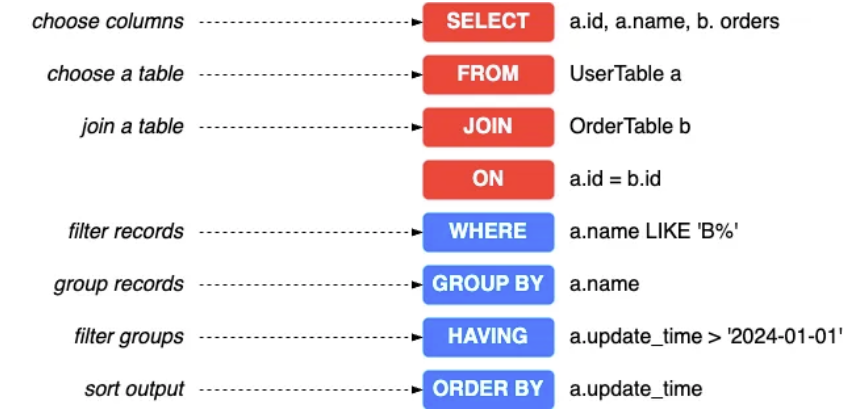 choose columns SELECT a.id, a.name, b. orders
choose a table FROM UserTable a
join a table JOIN OrderTable b
ON a.id = b.id
filter records WHERE a.name LIKE 'B%'
group records GROUP BY a.name
filter groups HAVING a.update_time > '2024-01-01'
sort output ORDER BY a.update_time